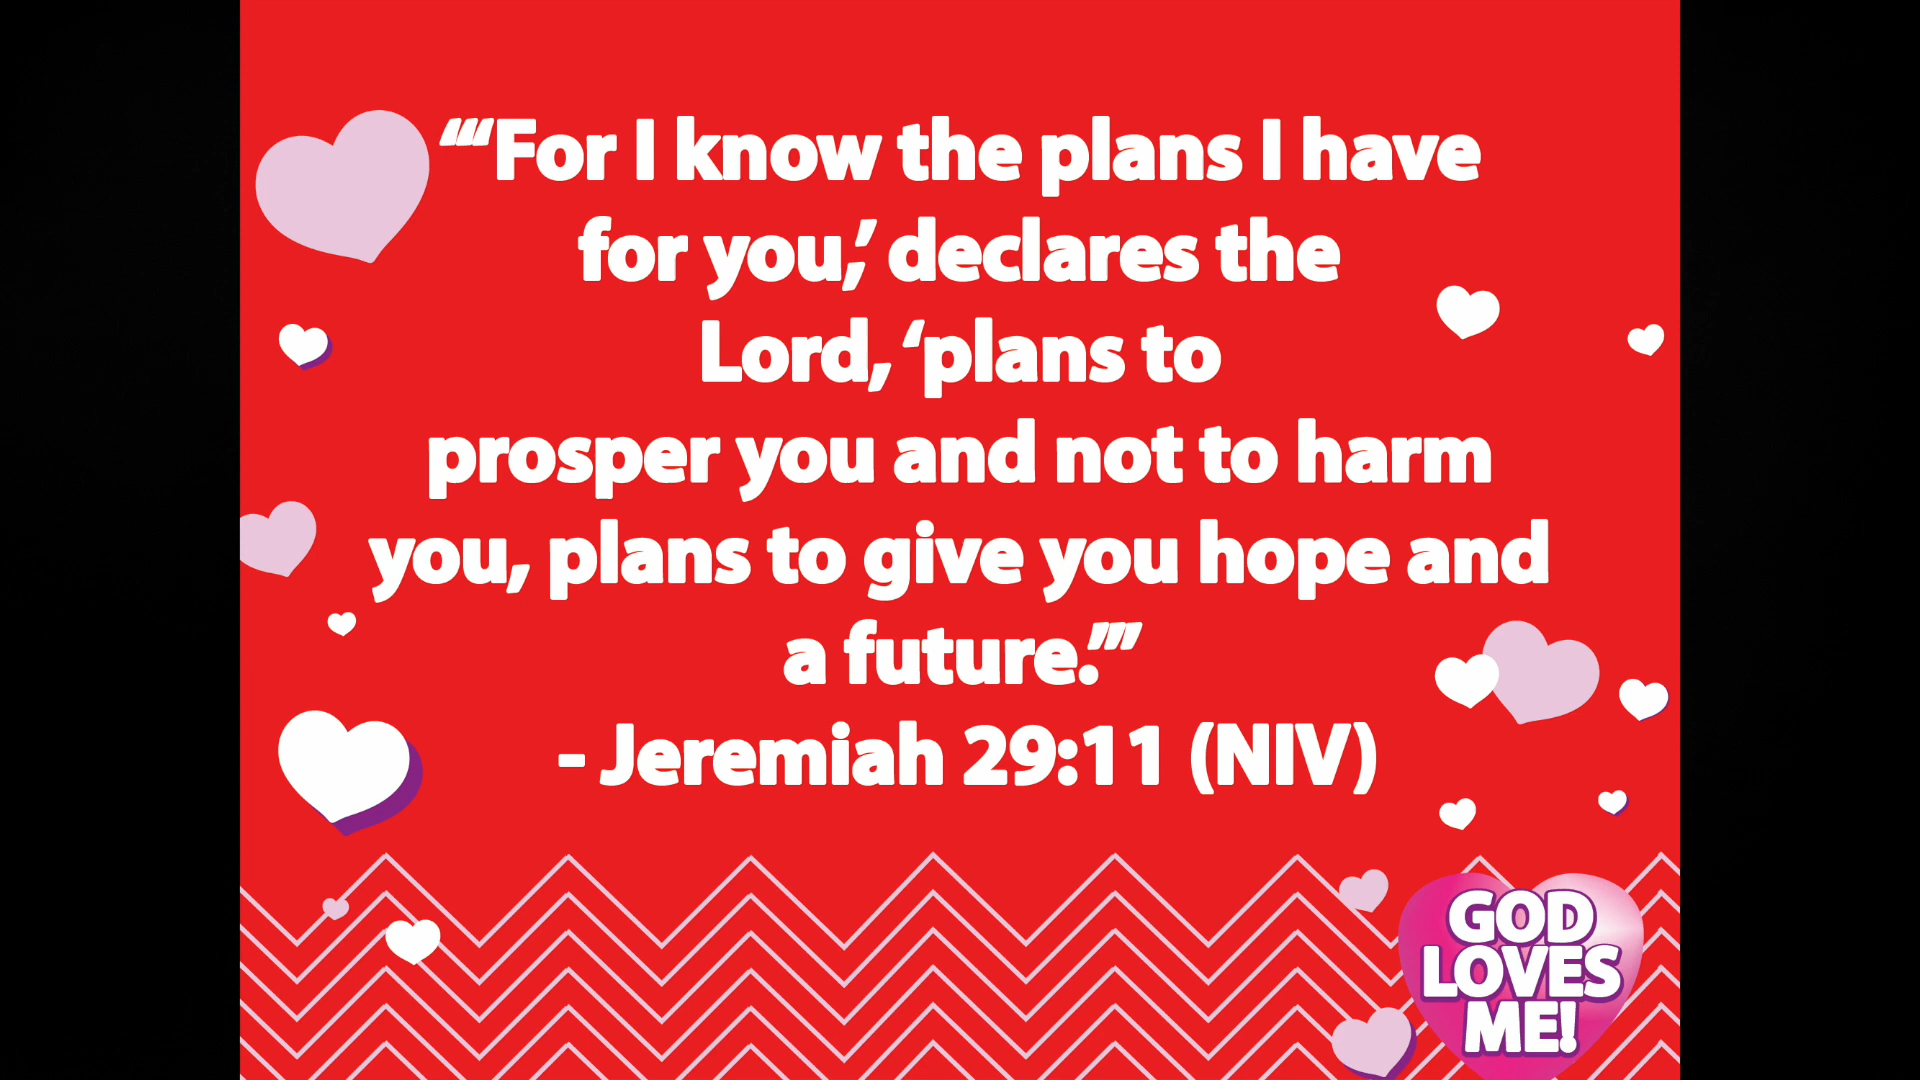 “‘“For I know the plans I have
for you,’ declares the
Lord, ‘plans to
prosper you and not to harm
you, plans to give you hope and
a future.’”
- Jeremiah 29:11 (NIV)
GOD
LOVES
ME!